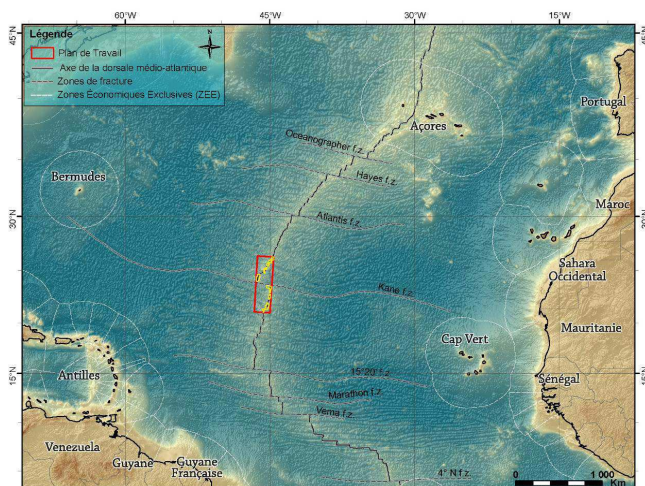 60°W
45°W
30°W
15°W
45°N
45°N
Légende
N
Plan de Travail
Axe de la dorsale médio-atlantique
Zones de fracture
Zones Économiques Exclusives (ZEE)
Portugal
Açores
Oceanographer f.z.
Bermudes
Hayes f.z.
Maroc
30°N
Atlantis f.z.
Sahara
Occidental
Kane f.z.
Mauritanie
Cap Vert
15°20' f.z.
15°N
Antilles
Sénégal
Marathon f.z.
Vema f.z.
Venezuela
Guyane
Guyane
Française
4° N f.z.
0
1 000
Km